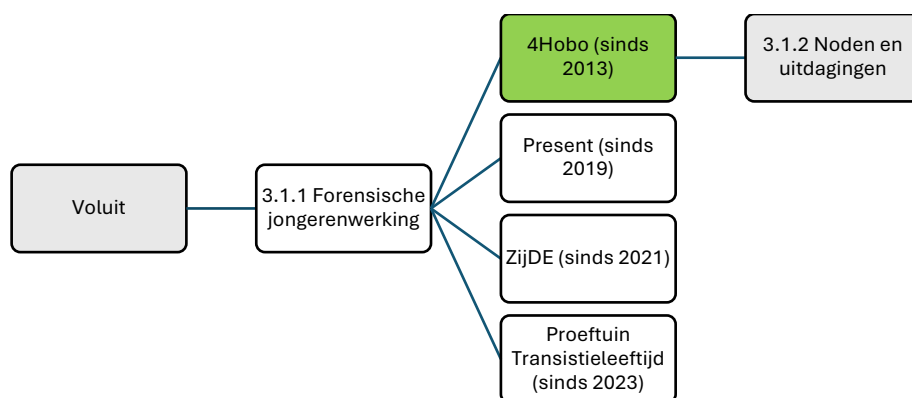 4Hobo (sinds
2013)
3.1.2 Noden en
uitdagingen
Present (sinds
2019)
Voluit
3.1.1 Forensische
jongerenwerking
ZijDE (sinds 2021)
Proeftuin
Transistieleeftijd
(sinds 2023)